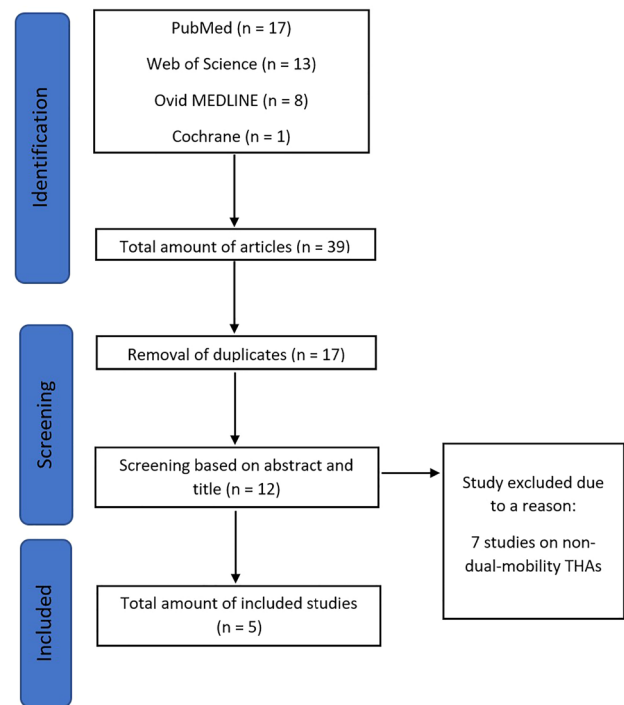 Identification
PubMed (n = 17)
Web of Science (n = 13)
Ovid MEDLINE (n = 8)
Cochrane (n = 1)
Total amount of articles (n = 39)
Screening
Removal of duplicates (n = 17)
Screening based on abstract and
title (n = 12)
Study excluded due
to a reason:
7 studies on non-
dual-mobility THAs
Included
Total amount of included studies
(n = 5)